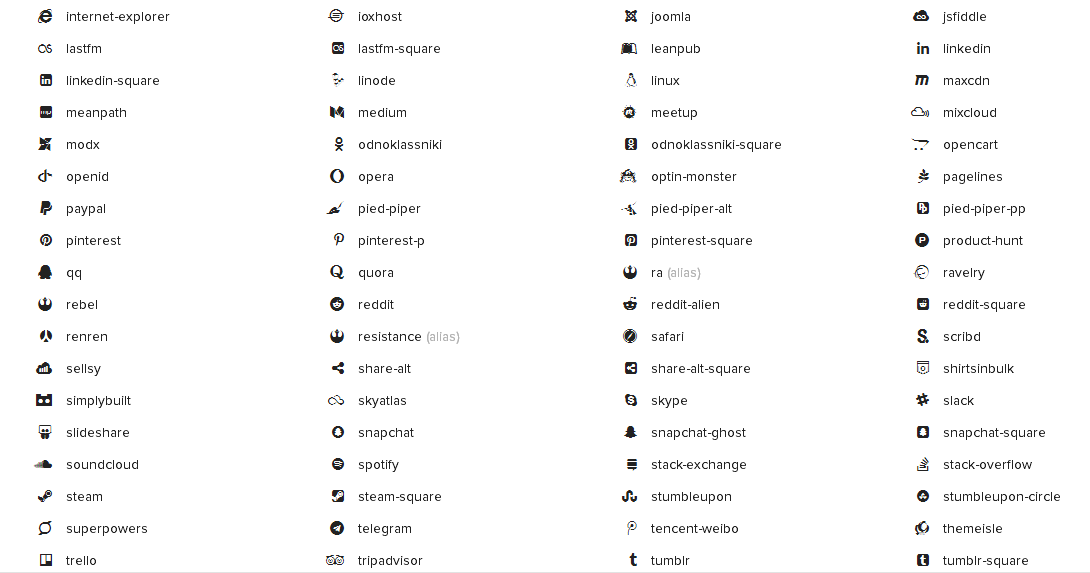 internet-explorer ioxhost joomla jsfiddle
lastfm lastfm-square leanpub linkedin
linkedin-square linode linux maxcdn
meanpath medium meetup mixcloud
modx odnoklassniki odnoklassniki-square opencart
openid opera optin-monster pagelines
paypal pied-piper pied-piper-alt pied-piper-pp
pinterest pinterest-p pinterest-square product-hunt
qq quora ra (alias) ravelry
rebel reddit reddit-alien reddit-square
renren resistance (alias) safari scribd
sellsy share-alt share-alt-square shirtsinbulk
simplybuilt skyatlas skype slack
slideshare snapchat snapchat-ghost snapchat-square
soundcloud spotify stack-exchange stack-overflow
steam steam-square stumbleupon stumbleupon-circle
superpowers telegram tencent-weibo themeisle
trello tripadvisor tumblr tumblr-square